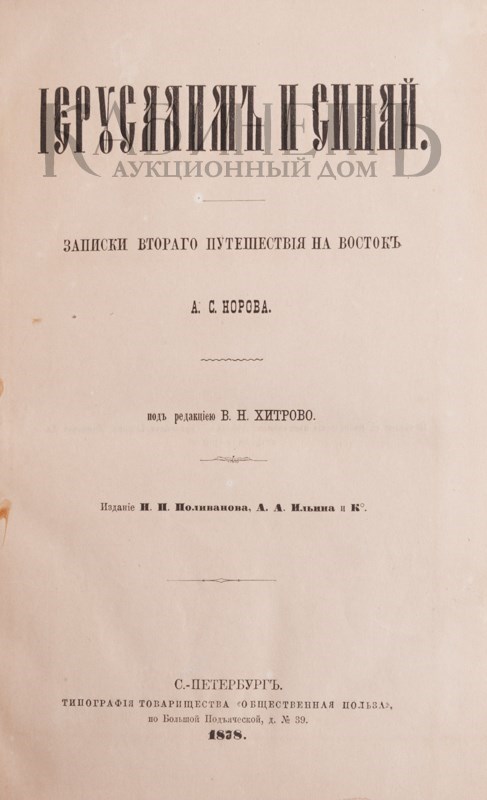 ІЕРУСАЛИМЪ И СИНАЙ.
КАБИНЕТЪ
АУКЦИОННЫЙ ДОМ
ЗАПИСКИ ВТОРАГО ПУТЕШЕСТВІЯ НА ВОСТОКЪ
А. С. НОРОВА.
подъ редакціею В. Н. ХИТРОВО.
Изданіе И. П. Поливанова, А. А. Ильина и К°.
С.-ПЕТЕРБУРГЪ.
ТИПОГРАФІЯ ТОВАРИЩЕСТВА «ОБЩЕСТВЕННАЯ ПОЛЬЗА»,
по Большой Подъяческой, д. № 39.
1878.